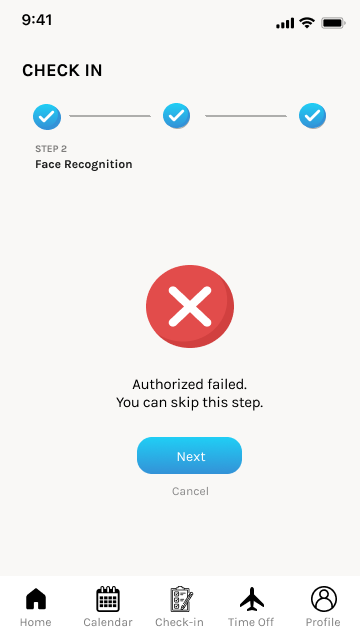 9:41
CHECK IN
STEP 2
Face Recognition
Authorized failed.
You can skip this step.
Next
Cancel
Home
Calendar
Check-in
Time Off
Profile